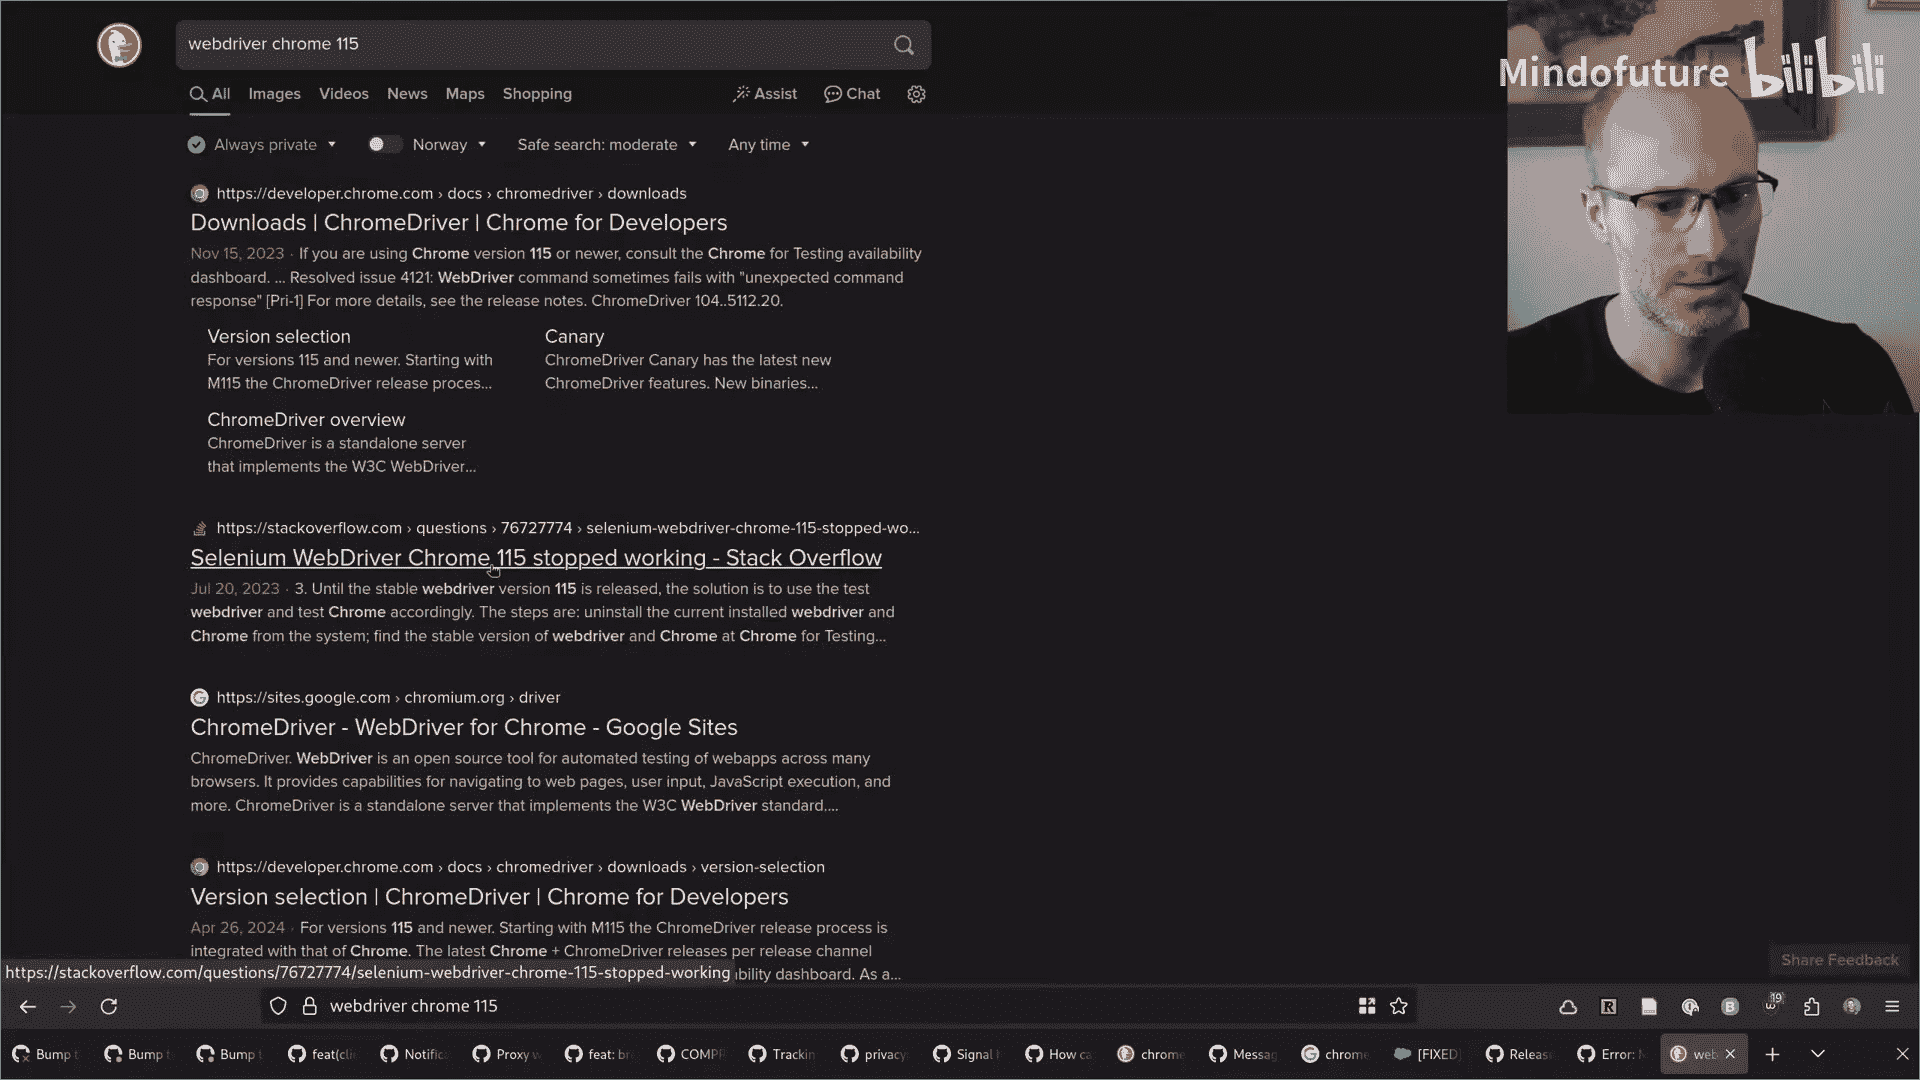 webdriver chrome 115
Mindofuture bilibili
All Images Videos News Maps Shopping Assist Chat
Always private Norway Safe search: moderate Any time
https://developer.chrome.com › docs › chromedriver › downloads
Downloads | ChromeDriver | Chrome for Developers
Nov 15, 2023 · If you are using Chrome version 115 or newer, consult the Chrome for Testing availability
dashboard. ... Resolved issue 4121: WebDriver command sometimes fails with "unexpected command
response" [Pri-1] For more details, see the release notes. ChromeDriver 104..5112.20.
Version selection
For versions 115 and newer. Starting with
M115 the ChromeDriver release proces...
Canary
ChromeDriver Canary has the latest new
ChromeDriver features. New binaries...
ChromeDriver overview
ChromeDriver is a standalone server
that implements the W3C WebDriver...
https://stackoverflow.com › questions › 76727774 › selenium-webdriver-chrome-115-stopped-wo...
Selenium WebDriver Chrome 115 stopped working - Stack Overflow
Jul 20, 2023 · 3. Until the stable webdriver version 115 is released, the solution is to use the test
webdriver and test Chrome accordingly. The steps are: uninstall the current installed webdriver and
Chrome from the system; find the stable version of webdriver and Chrome at Chrome for Testing...
https://sites.google.com › chromium.org › driver
ChromeDriver - WebDriver for Chrome - Google Sites
ChromeDriver. WebDriver is an open source tool for automated testing of webapps across many
browsers. It provides capabilities for navigating to web pages, user input, JavaScript execution, and
more. ChromeDriver is a standalone server that implements the W3C WebDriver standard....
https://developer.chrome.com › docs › chromedriver › downloads › version-selection
Version selection | ChromeDriver | Chrome for Developers
Apr 26, 2024 · For versions 115 and newer. Starting with M115 the ChromeDriver release process is
integrated with that of Chrome. The latest Chrome + ChromeDriver releases per release channel
bility dashboard. As a...
Share Feedback
https://stackoverflow.com/questions/76727774/selenium-webdriver-chrome-115-stopped-working
webdriver chrome 115
19
Bump t Bump t Bump t feat(cli Notific Proxy w feat: br COMPR Trackin privacy Signal How ca chrome Messag chrome [FIXED] Releas Error: web